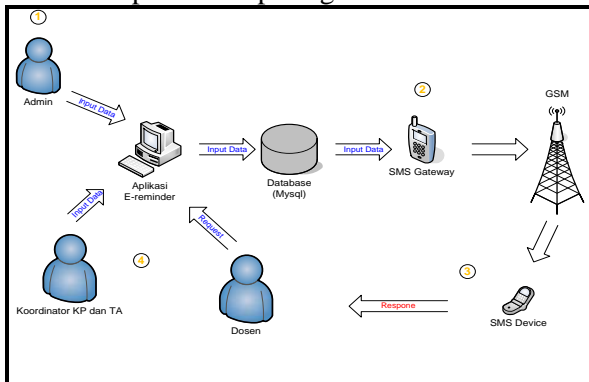 1
Admin
Input Data
Aplikasi
E-reminder
Input Data
Database
(Mysql)
Input Data
2
SMS Gateway
GSM
Input Data
Koordinator KP dan TA
4
Request
Dosen
Respone
3
SMS Device